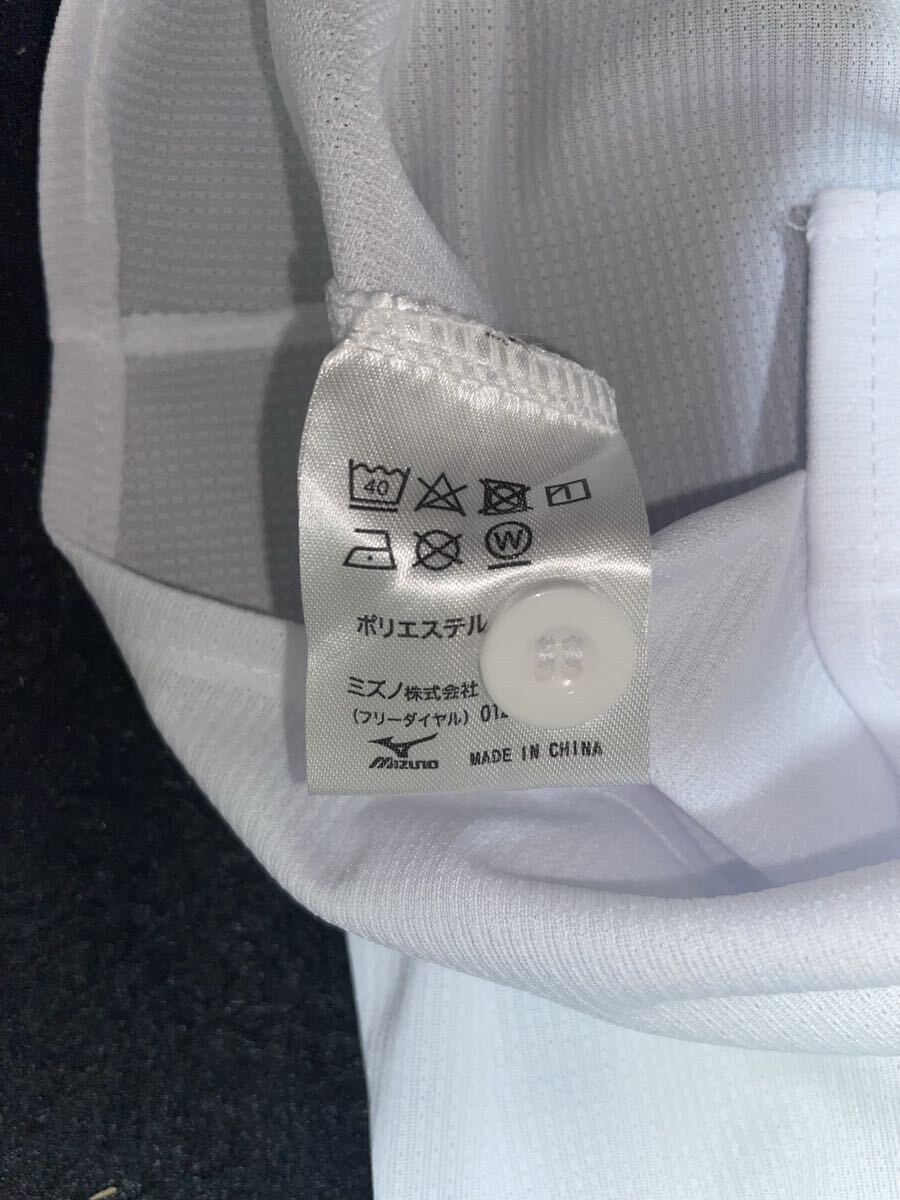 40
W
ポリエステル
ミズノ株式会社
(フリーダイヤル) 012
MIZUNO
MADE IN CHINA